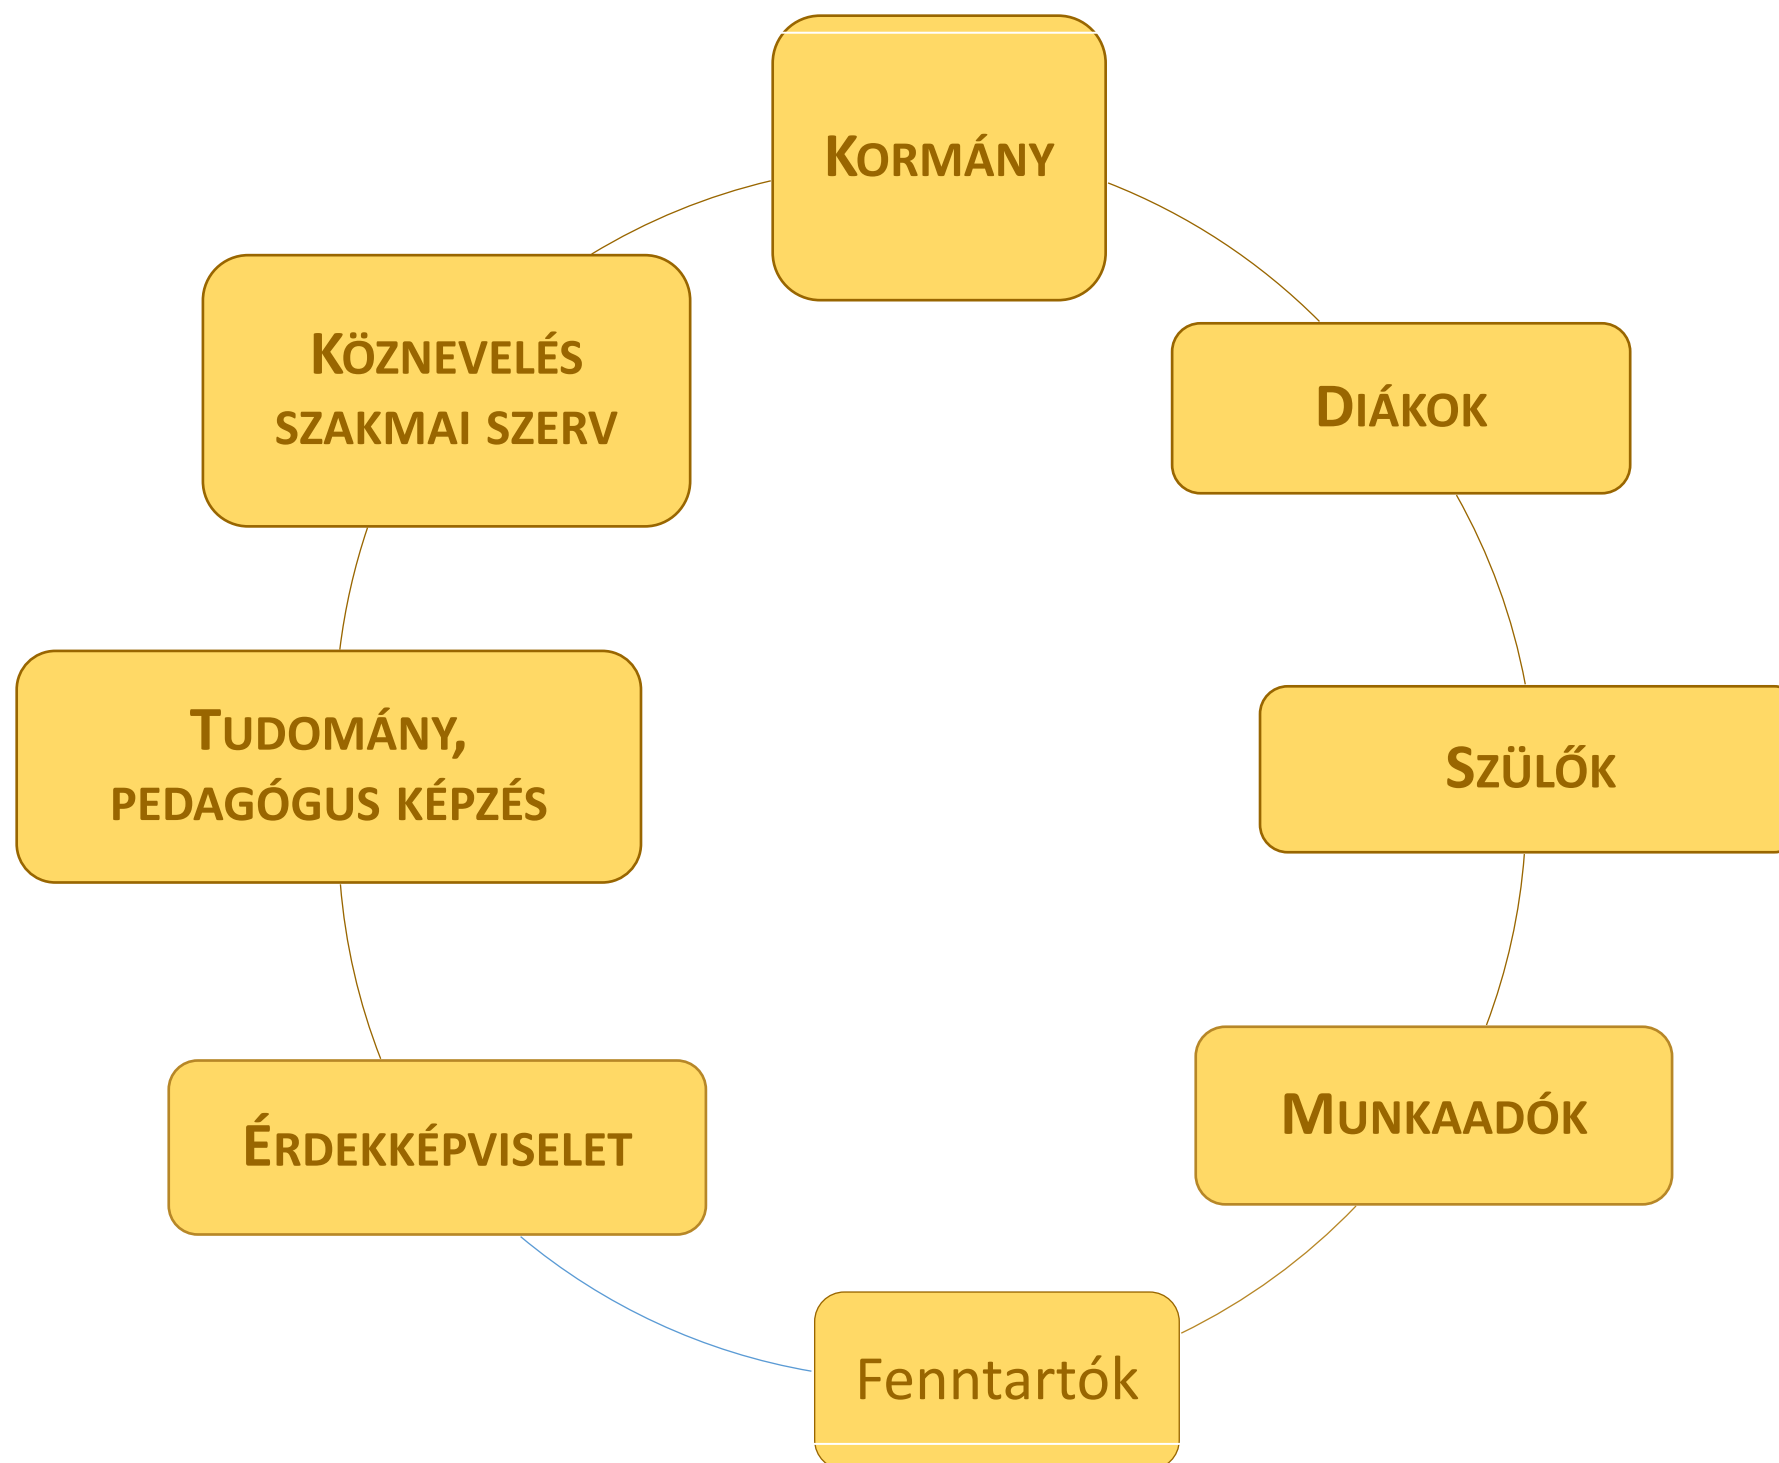 Kormány
Diákok
Szülők
Munkaadók
Fenntartók
Érdekképviselet
Tudomány,
pedagógus képzés
Köznevelés
szakmai szerv